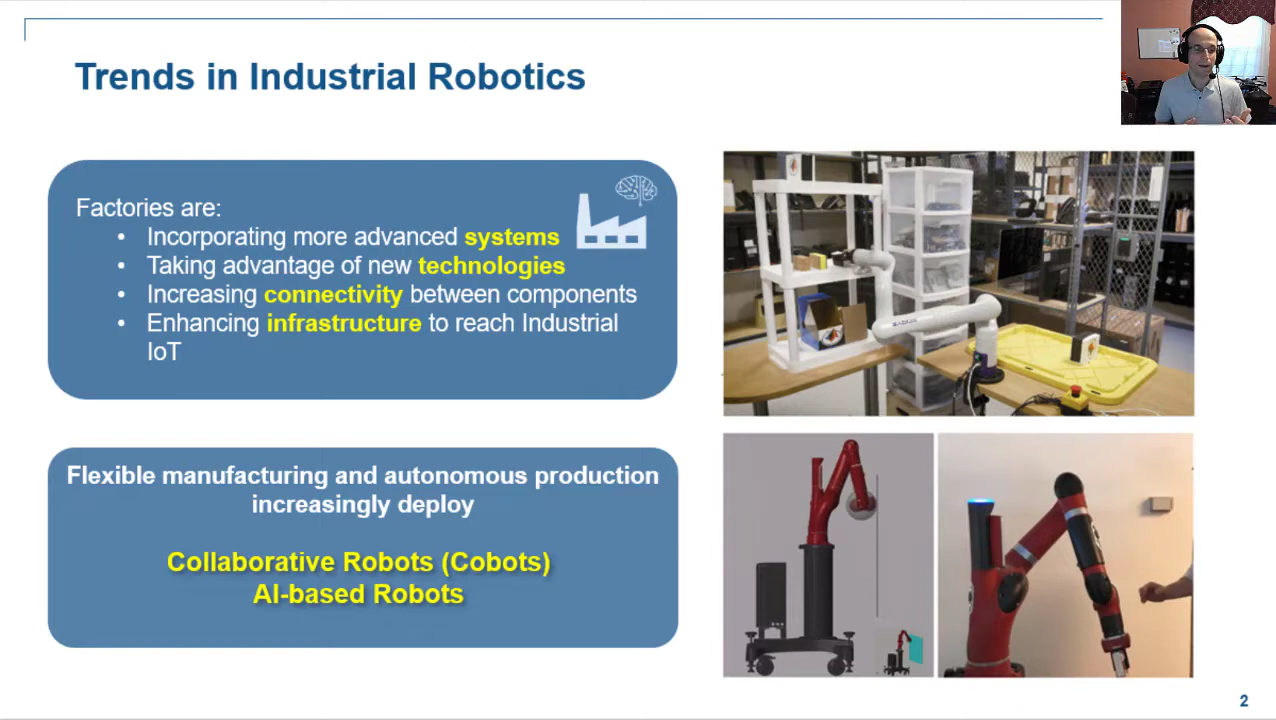 Trends in Industrial Robotics
Factories are:
• Incorporating more advanced systems
• Taking advantage of new technologies
• Increasing connectivity between components
• Enhancing infrastructure to reach Industrial
IoT
Flexible manufacturing and autonomous production
increasingly deploy
Collaborative Robots (Cobots)
AI-based Robots
2